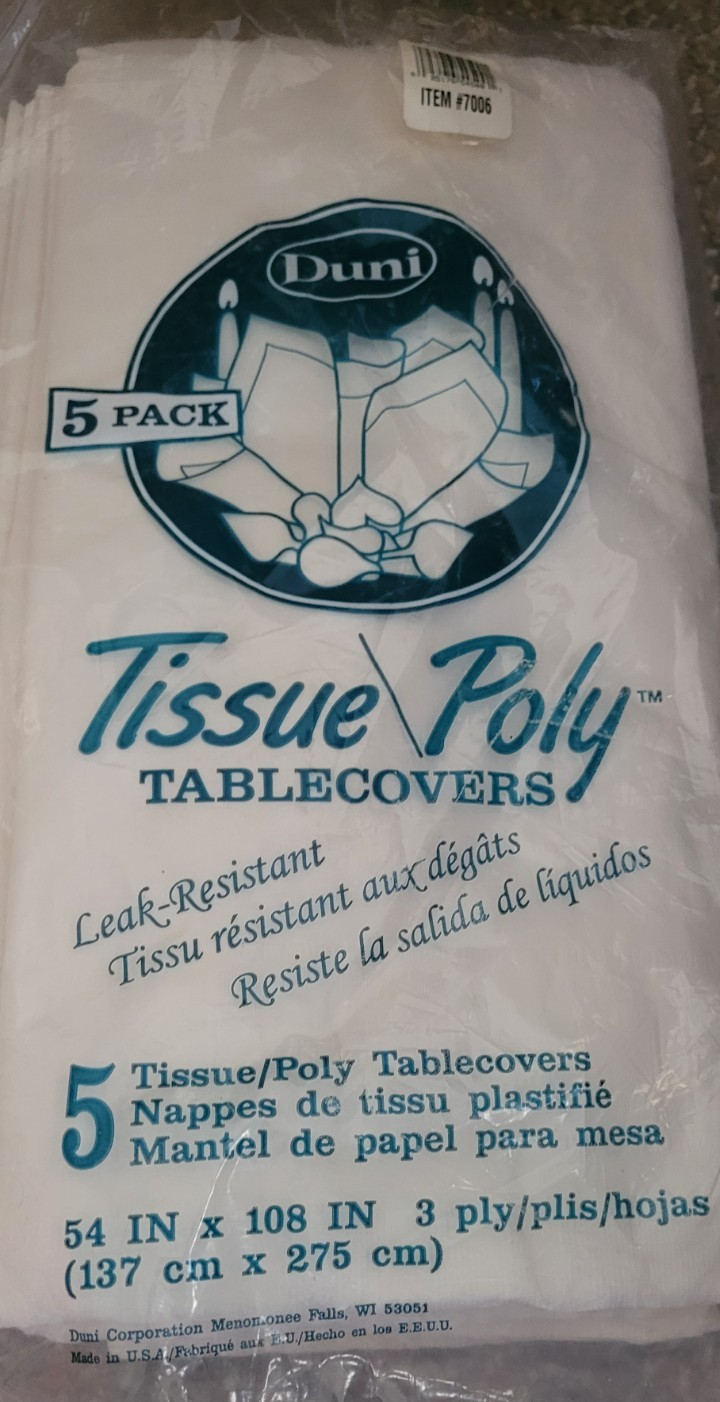 ITEM #7006
Duni
5 PACK
Tissue\Poly™
TABLECOVERS
Leak-Resistant
Tissu résistant aux dégâts
Resiste la salida de líquidos
5
Tissue/Poly Tablecovers
Nappes de tissu plastifié
Mantel de papel para mesa
54 IN x 108 IN 3 ply/plis/hojas
(137 cm x 275 cm)
Duni Corporation Menomonee Falls, WI 53051
Made in U.S.A./Fabriqué aux E.U./Hecho en los E.E.U.U.